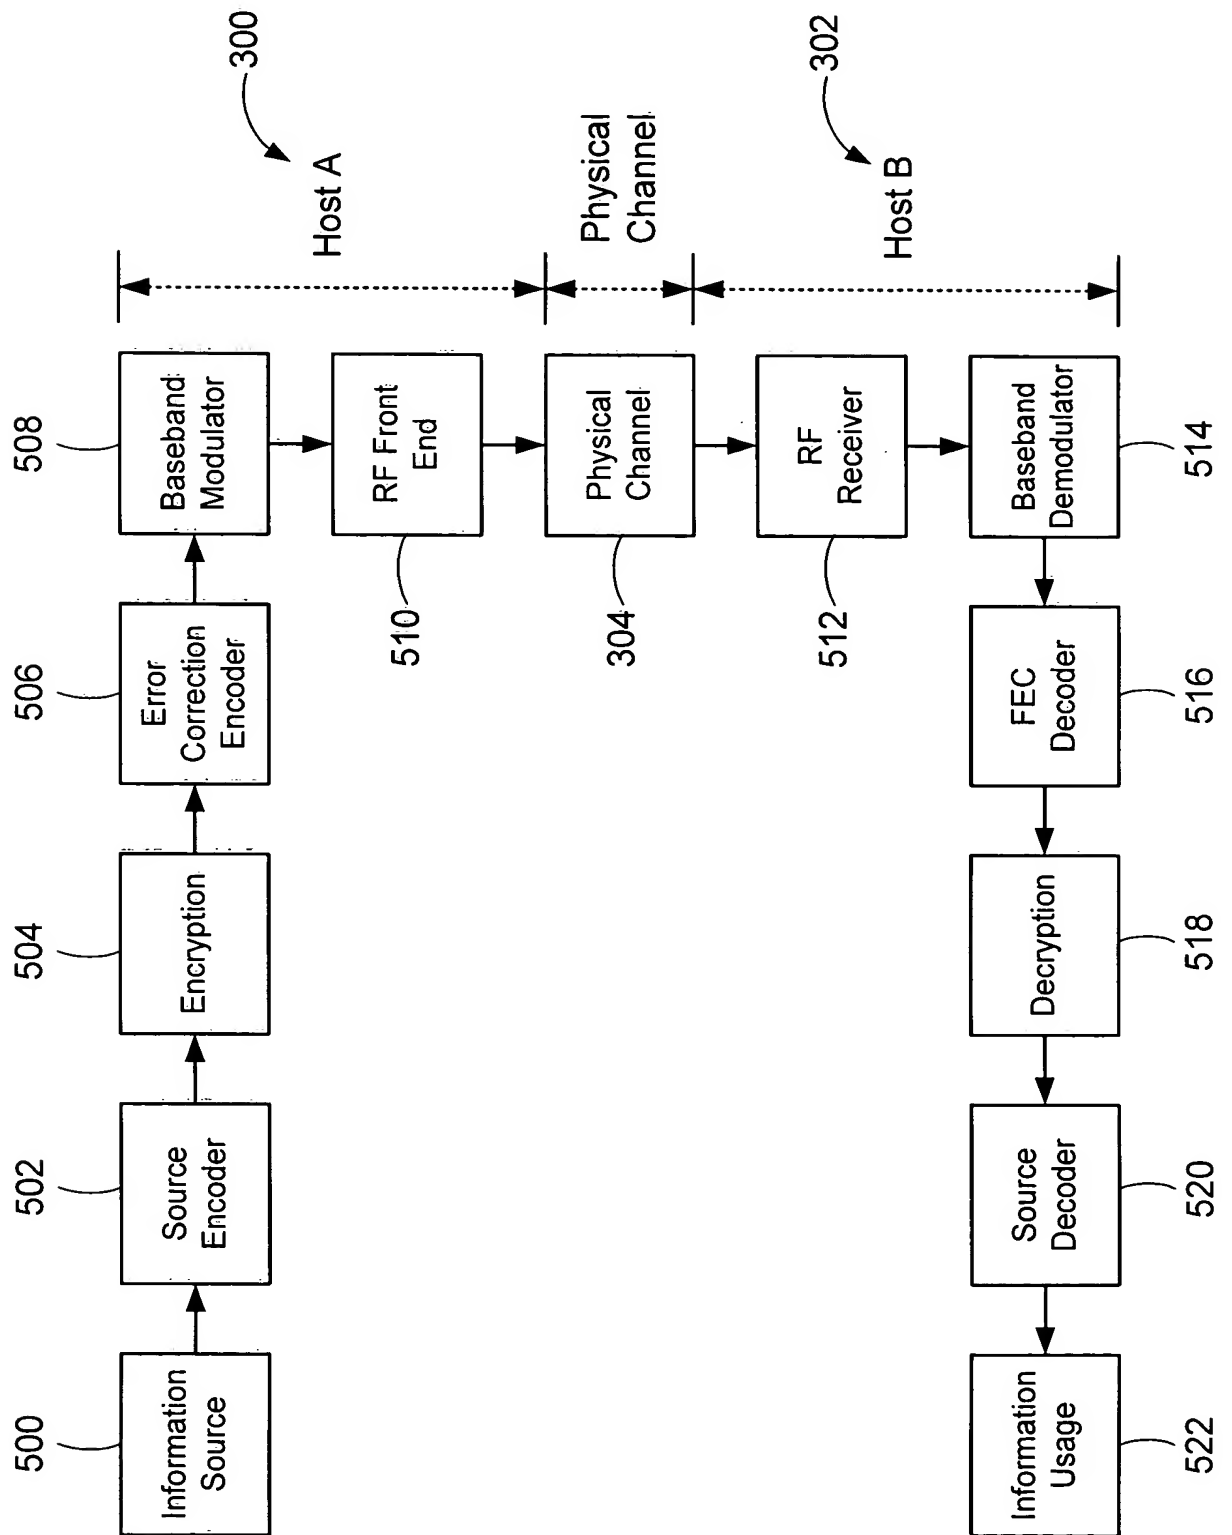 500
Information
Source
502
Source
Encoder
504
Encryption
506
Error
Correction
Encoder
508
Baseband
Modulator
510
RF Front
End
304
Physical
Channel
512
RF
Receiver
514
Baseband
Demodulator
516
FEC
Decoder
518
Decryption
520
Source
Decoder
522
Information
Usage
300
Host A
Physical
Channel
302
Host B